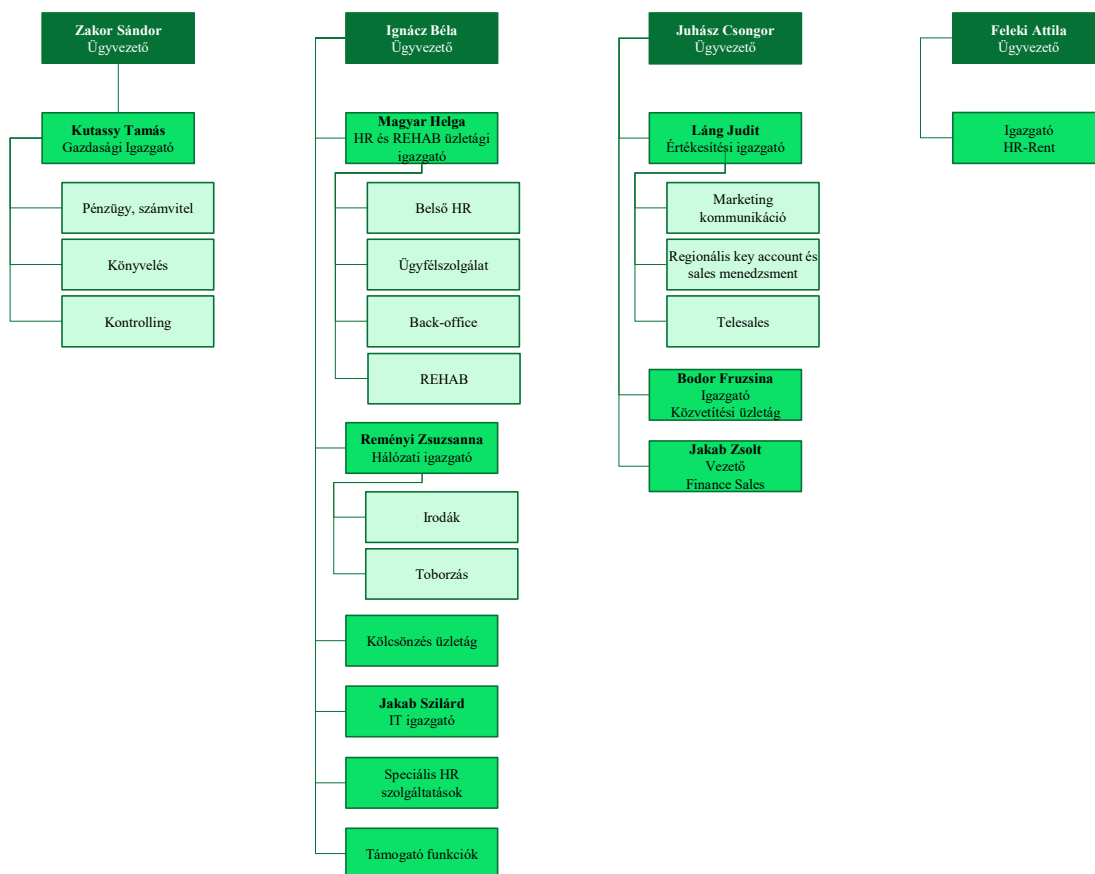 Zakor Sándor
Ügyvezető
Kutassy Tamás
Gazdasági Igazgató
Pénzügy, számvitel
Könyvelés
Kontrolling
Ignácz Béla
Ügyvezető
Magyar Helga
HR és REHAB üzletági
igazgató
Belső HR
Ügyfélszolgálat
Back-office
REHAB
Reményi Zsuzsanna
Hálózati igazgató
Irodák
Toborzás
Kölcsönzés üzletág
Jakab Szilárd
IT igazgató
Speciális HR
szolgáltatások
Támogató funkciók
Juhász Csongor
Ügyvezető
Láng Judit
Értékesítési igazgató
Marketing
kommunikáció
Regionális key account és
sales menedzsment
Telesales
Bodor Fruzsina
Igazgató
Közvetítési üzletág
Jakab Zsolt
Vezető
Finance Sales
Feleki Attila
Ügyvezető
Igazgató
HR-Rent